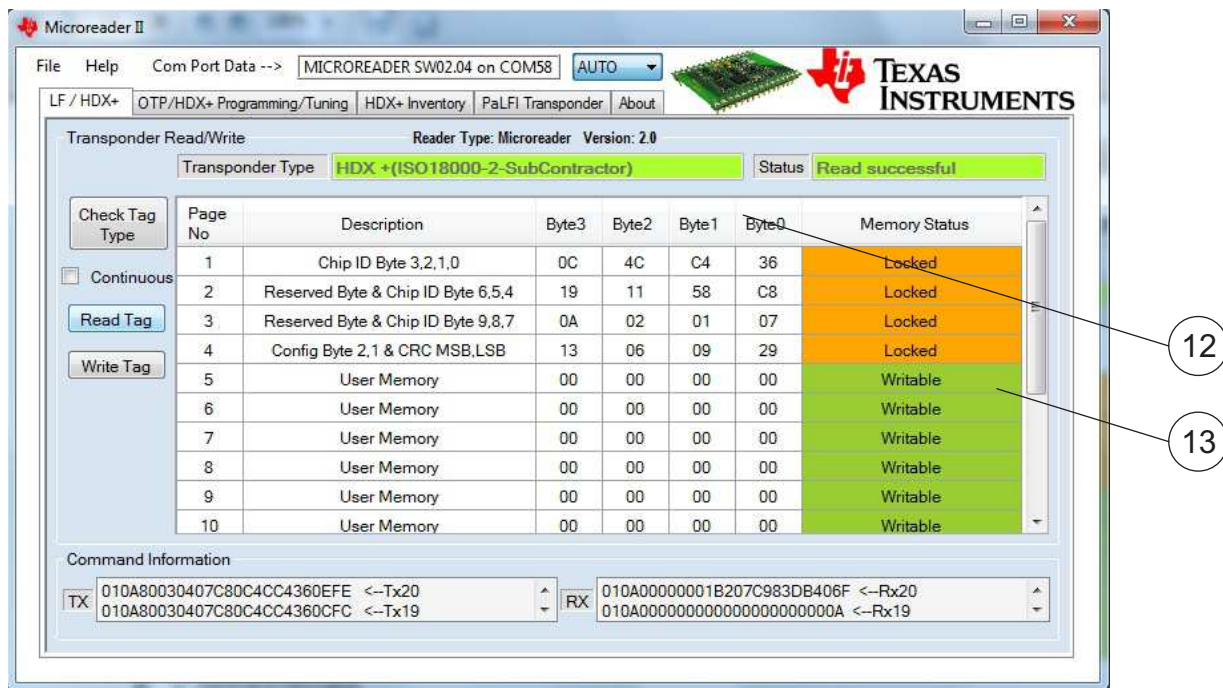 Microreader II
File Help Com Port Data --> MICROREADER SW02.04 on COM58 AUTO
TEXAS INSTRUMENTS
LF / HDX+ OTP/HDX+ Programming/Tuning HDX+ Inventory PaLFI Transponder About
Transponder Read/Write Reader Type: Microreader Version: 2.0
Transponder Type HDX +(ISO18000-2-SubContractor) Status Read successful
Check Tag Type
Continuous
Read Tag
Write Tag
Page No Description Byte3 Byte2 Byte1 Byte0 Memory Status
1 Chip ID Byte 3,2,1,0 0C 4C C4 36 Locked
2 Reserved Byte & Chip ID Byte 6,5,4 19 11 58 C8 Locked
3 Reserved Byte & Chip ID Byte 9,8,7 0A 02 01 07 Locked
4 Config Byte 2,1 & CRC MSB,LSB 13 06 09 29 Locked
5 User Memory 00 00 00 00 Writable
6 User Memory 00 00 00 00 Writable
7 User Memory 00 00 00 00 Writable
8 User Memory 00 00 00 00 Writable
9 User Memory 00 00 00 00 Writable
10 User Memory 00 00 00 00 Writable
12
13
Command Information
TX
010A80030407C80C4CC4360EFE <--Tx20
010A80030407C80C4CC4360CFC <--Tx19
RX
010A00000001B207C983DB406F <--Rx20
010A000000000000000000000A <--Rx19